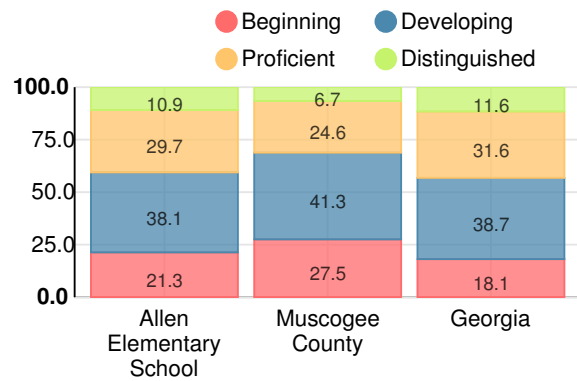 Beginning Developing
Proficient Distinguished
100.0
75.0
50.0
25.0
0.0
10.9 6.7 11.6
29.7 24.6 31.6
38.1 41.3 38.7
21.3 27.5 18.1
Allen Elementary School
Muscogee County
Georgia